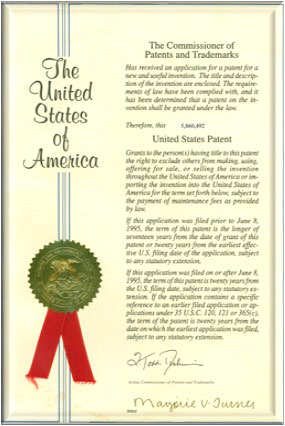 The
United
States
of
America
The Commissioner of
Patents and Trademarks
Has received an application for a patent for a
new and useful invention. The title and descrip-
tion of the invention are enclosed. The require-
ments of law have been complied with, and it
has been determined that a patent on the in-
vention shall be granted under the law.
Therefore, this 5,866,492
United States Patent
Grants to the person(s) having title to this patent
the right to exclude others from making, using,
offering for sale, or selling the invention
throughout the United States of America or im-
porting the invention into the United States of
America for the term set forth below, subject to
the payment of maintenance fees as provided
by law.
If this application was filed prior to June 8,
1995, the term of this patent is the longer of
seventeen years from the date of grant of this
patent or twenty years from the earliest effec-
tive U.S. filing date of the application, subject
to any statutory extension.
If this application was filed on or after June 8,
1995, the term of this patent is twenty years from
the U.S. filing date, subject to any statutory ex-
tension. If the application contains a specific
reference to an earlier filed application or ap-
plications under 35 U.S.C. 120, 121 or 365(c),
the term of the patent is twenty years from the
date on which the earliest application was filed,
subject to any statutory extension.
Acting Commissioner of Patents and Trademarks
Marjorie V. Turner